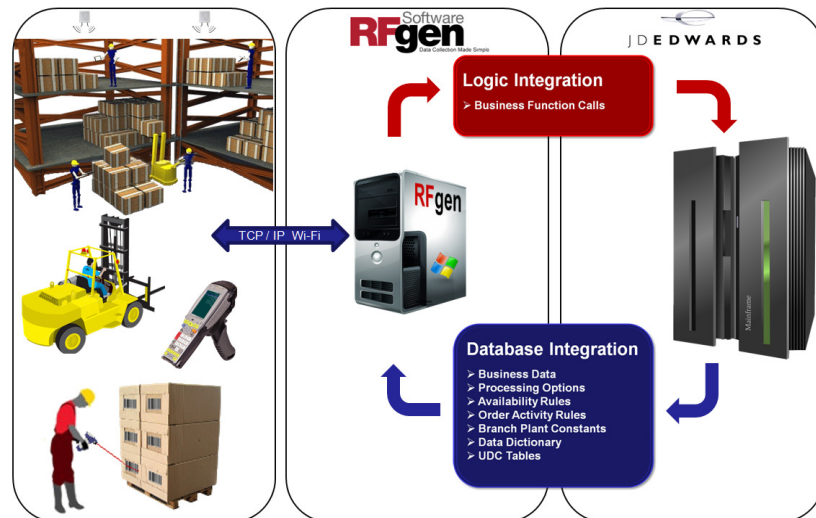 Software
RFgen
Data Collection Made Simple
JDEDWARDS
Logic Integration
➢ Business Function Calls
RFgen
TCP / IP Wi-Fi
Mainframe
Database Integration
➢ Business Data
➢ Processing Options
➢ Availability Rules
➢ Order Activity Rules
➢ Branch Plant Constants
➢ Data Dictionary
➢ UDC Tables